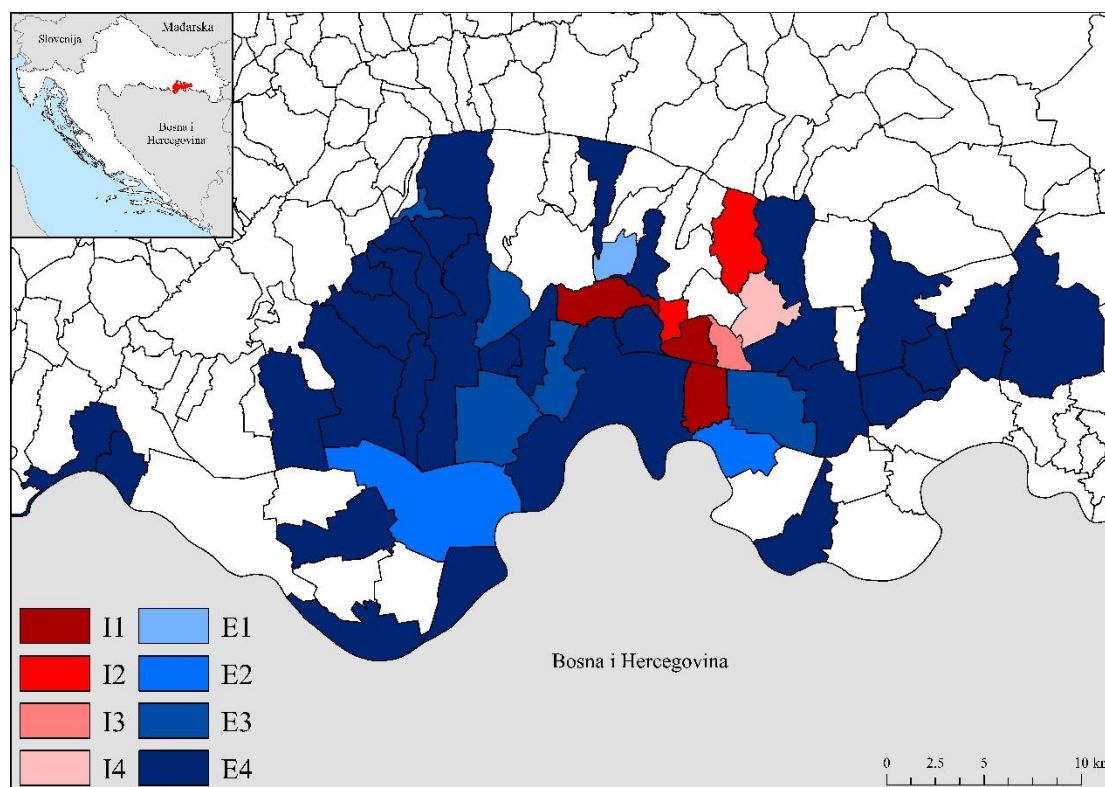 Mađarska
Slovenija
Bosna i
Hercegovina
Bosna i Hercegovina
I1 E1
I2 E2
I3 E3
I4 E4
0 2.5 5 10 km